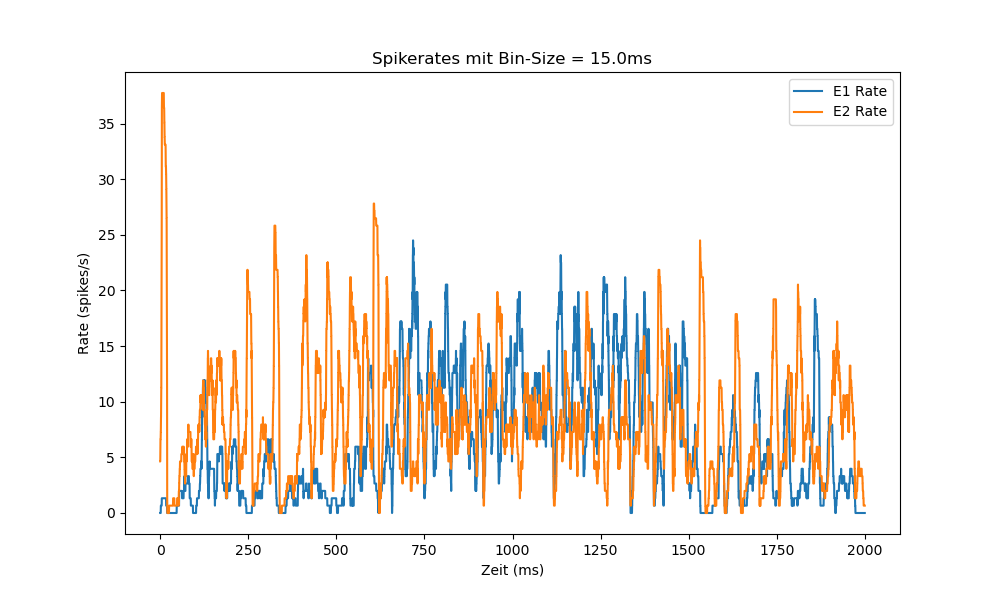 Spikerates mit Bin-Size = 15.0ms
E1 Rate
E2 Rate
Rate (spikes/s)
35
30
25
20
15
10
5
0
0 250 500 750 1000 1250 1500 1750 2000
Zeit (ms)